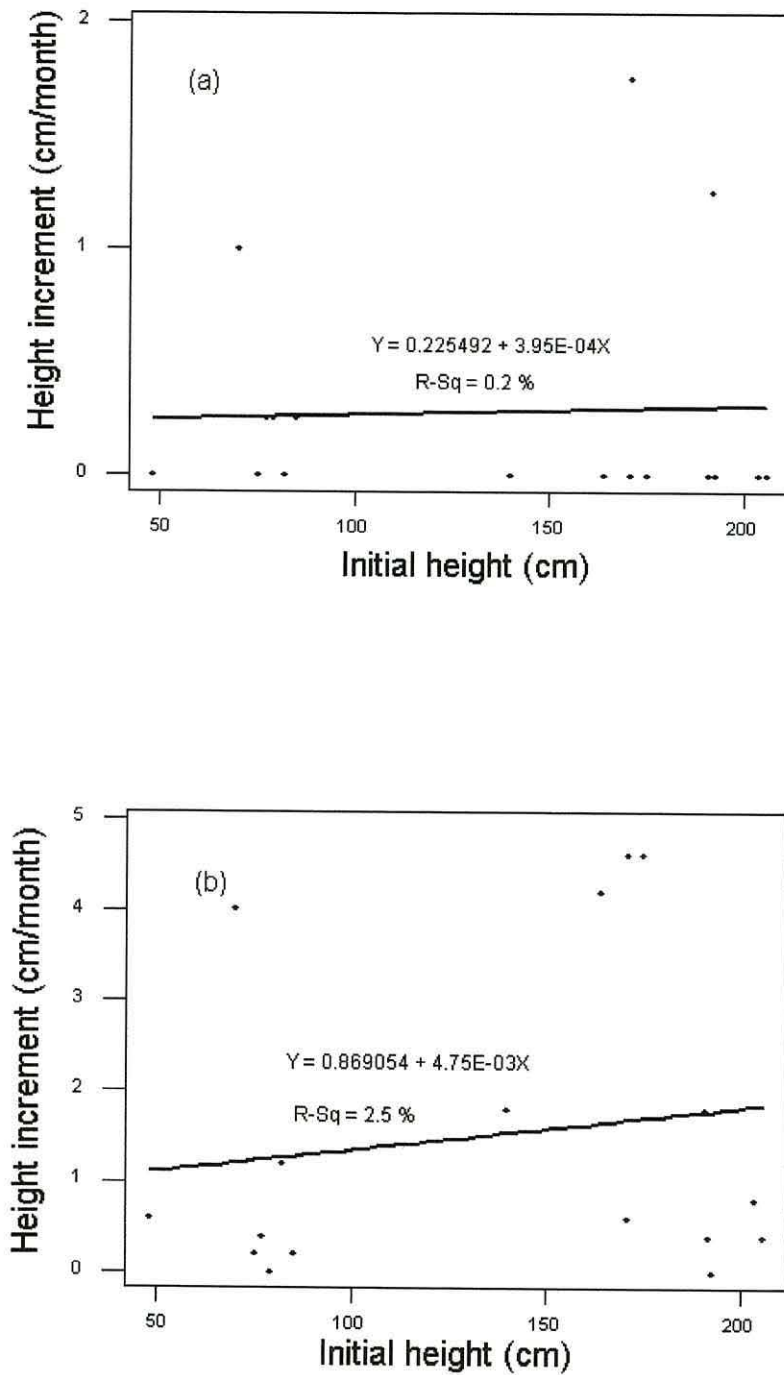 2
(a)
Height increment (cm/month)
1
Y = 0.225492 + 3.95E-04X
R-Sq = 0.2 %
0
50 100 150 200
Initial height (cm)
5
(b)
4
Height increment (cm/month)
3
Y = 0.869054 + 4.75E-03X
2
R-Sq = 2.5 %
1
0
50 100 150 200
Initial height (cm)